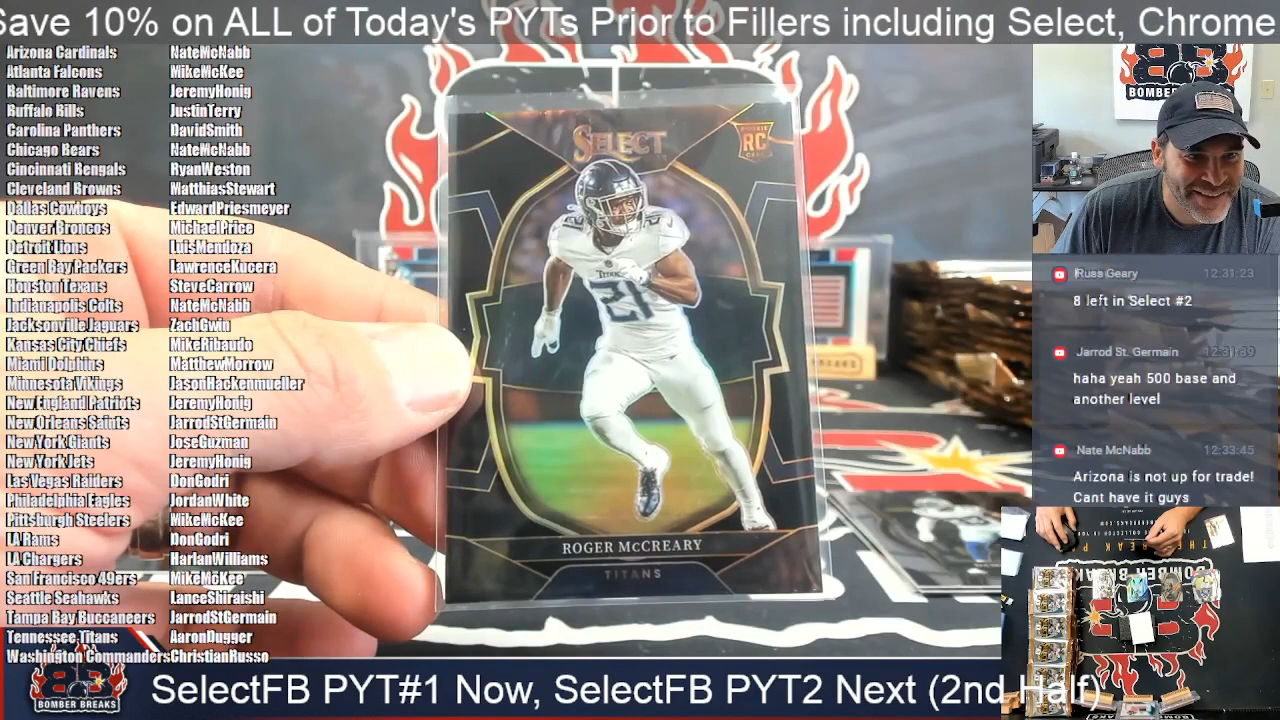 Save 10% on ALL of Today's PYTs Prior to Fillers including Select, Chrome
Arizona Cardinals NateMcNabb
Atlanta Falcons MikeMcKee
Baltimore Ravens JeremyHonig
Buffalo Bills JustinTerry
Carolina Panthers DavidSmith
Chicago Bears NateMcNabb
Cincinnati Bengals RyanWeston
Cleveland Browns MatthiasStewart
Dallas Cowboys EdwardPriesmeyer
Denver Broncos MichaelPrice
Detroit Lions LuisMendoza
Green Bay Packers LawrenceKucera
Houston Texans SteveCarrow
Indianapolis Colts NateMcNabb
Jacksonville Jaguars ZachGwin
Kansas City Chiefs MikeRibaudo
Miami Dolphins MatthewMorrow
Minnesota Vikings JasonHackenmueller
New England Patriots JeremyHonig
New Orleans Saints JarrodStGermain
New York Giants JoseGuzman
New York Jets JeremyHonig
Las Vegas Raiders DonGodri
Philadelphia Eagles JordanWhite
Pittsburgh Steelers MikeMcKee
LA Rams DonGodri
LA Chargers HarlanWilliams
San Francisco 49ers MikeMcKee
Seattle Seahawks LanceShiraishi
Tampa Bay Buccaneers JarrodStGermain
Tennessee Titans AaronDugger
Washington Commanders ChristianRusso
SELECT
RC
TITANS
21
ROGER McCREARY
TITANS
BOMBER
Russ Geary 12:31:23
8 left in Select #2
Jarrod St. Germain 12:31:39
haha yeah 500 base and
another level
Nate McNabb 12:33:45
Arizona is not up for trade!
Cant have it guys
BOMBER BREAKS
SelectFB PYT#1 Now, SelectFB PYT2 Next (2nd Half)